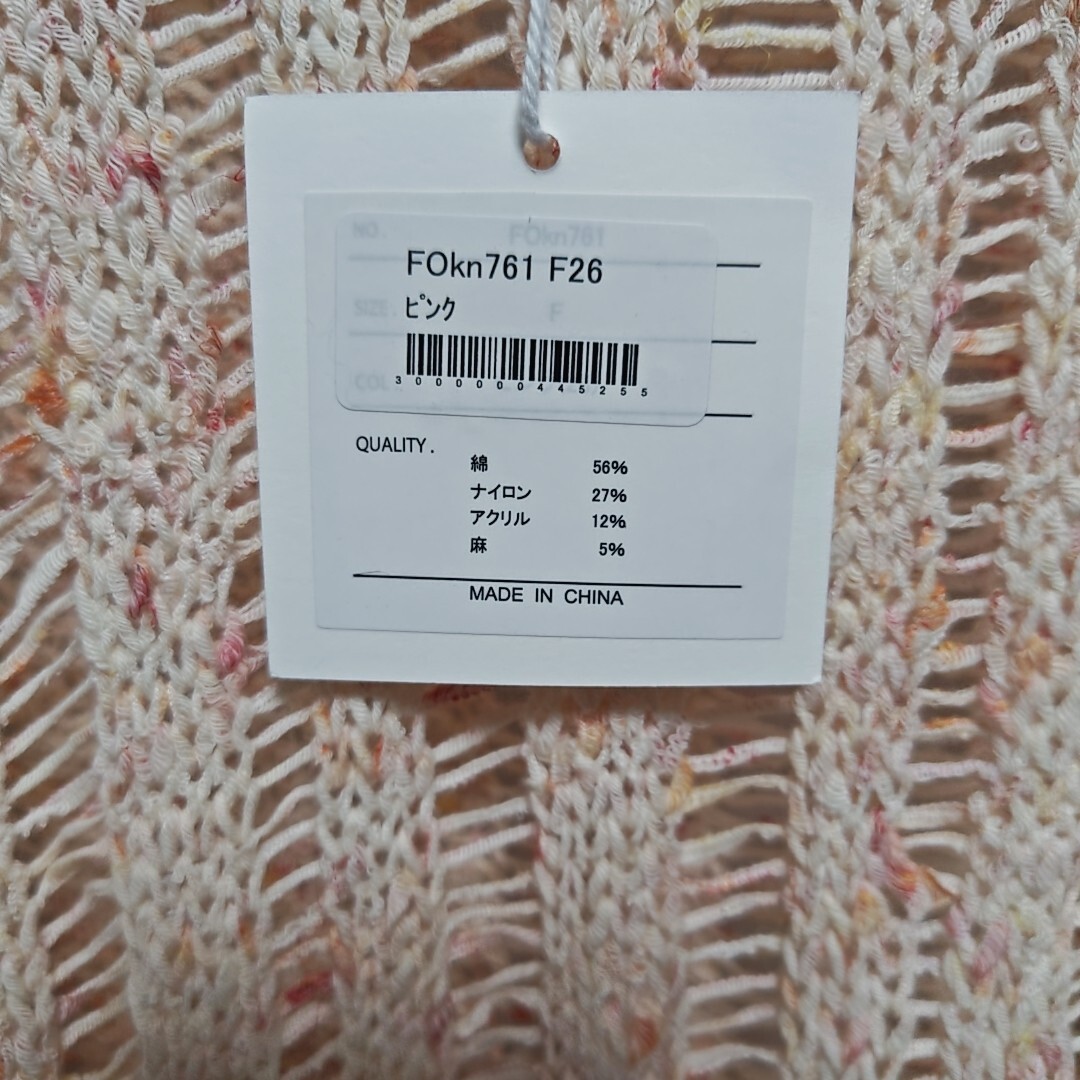 NO. FOkn761
FOkn761 F26
SIZE. F
ピンク
COL
3000000445255
QUALITY.
綿 56%
ナイロン 27%
アクリル 12%
麻 5%
MADE IN CHINA